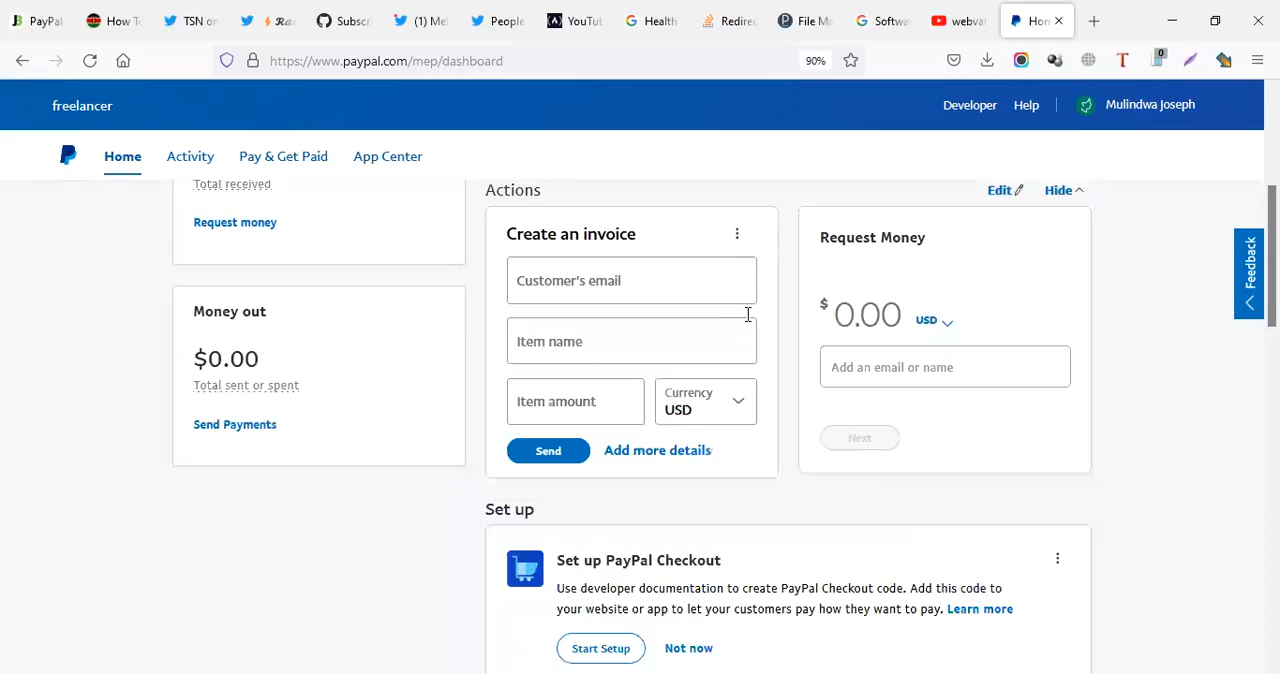 PayPal
How To
TSN on
Subscr
(1) Me
People
YouTu
Health
Redire
File Ma
Softwa
webvat
Hon
https://www.paypal.com/mep/dashboard
90%
T
0
freelancer
Developer
Help
Mulindwa Joseph
Home
Activity
Pay & Get Paid
App Center
Total received
Request money
Money out
$0.00
Total sent or spent
Send Payments
Actions
Edit
Hide
Create an invoice
Customer's email
Item name
Item amount
Currency
USD
Send
Add more details
Request Money
$ 0.00 USD
Add an email or name
Next
Set up
Set up PayPal Checkout
Use developer documentation to create PayPal Checkout code. Add this code to
your website or app to let your customers pay how they want to pay. Learn more
Start Setup
Not now
Feedback